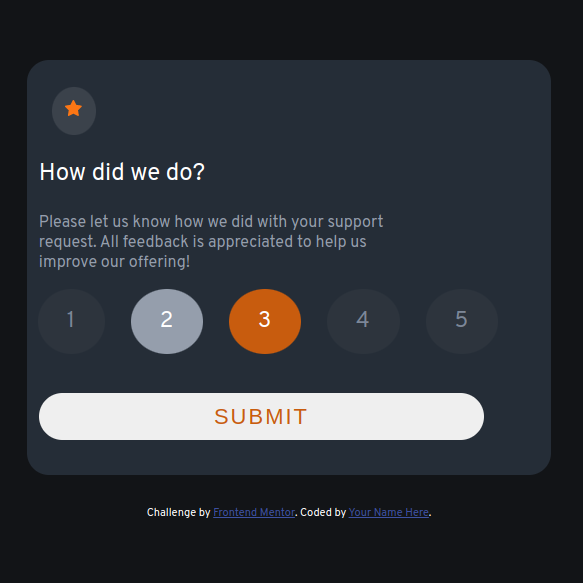 How did we do?
Please let us know how we did with your support
request. All feedback is appreciated to help us
improve our offering!
1 2 3 4 5
SUBMIT
Challenge by Frontend Mentor. Coded by Your Name Here.